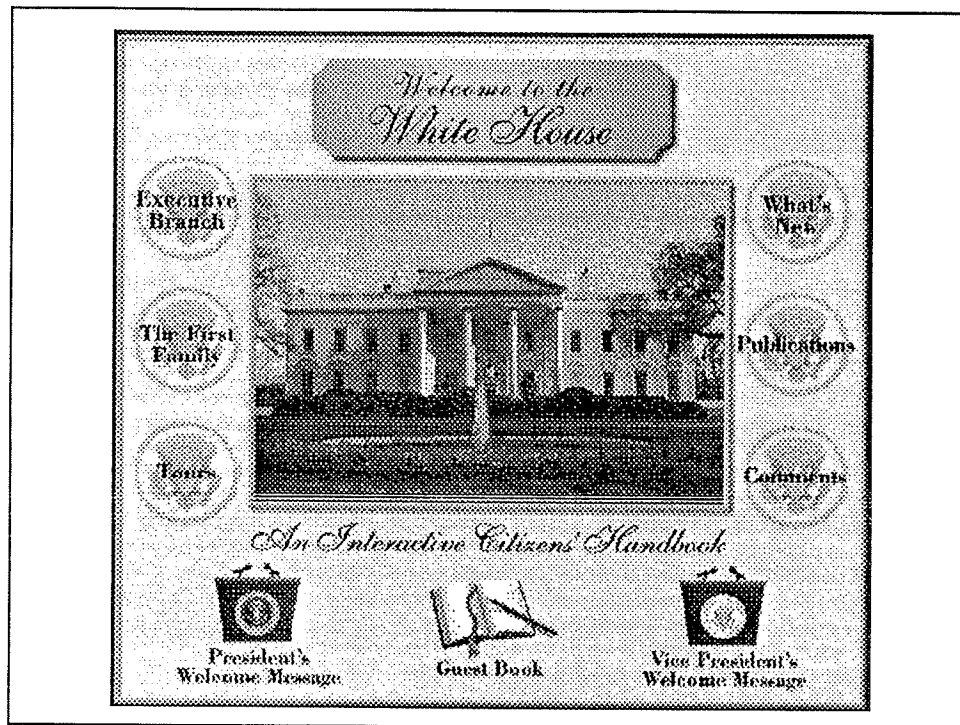 Welcome to the
White House
Executive
Branch
What's
New
The First
Family
Publications
Tours
Comments
An Interactive Citizens' Handbook
President's
Welcome Message
Guest Book
Vice President's
Welcome Message